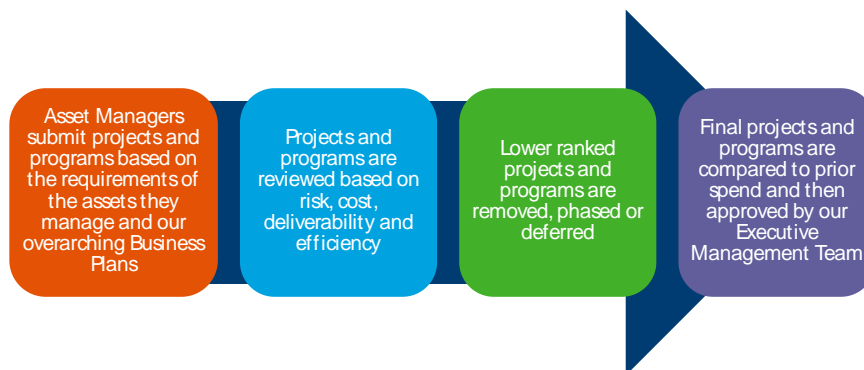 Asset Managers
submit projects and
programs based on
the requirements of
the assets they
manage and our
overarching Business
Plans
Projects and
programs are
reviewed based on
risk, cost,
deliverability and
efficiency
Lower ranked
projects and
programs are
removed, phased or
deferred
Final projects and
programs are
compared to prior
spend and then
approved by our
Executive
Management Team